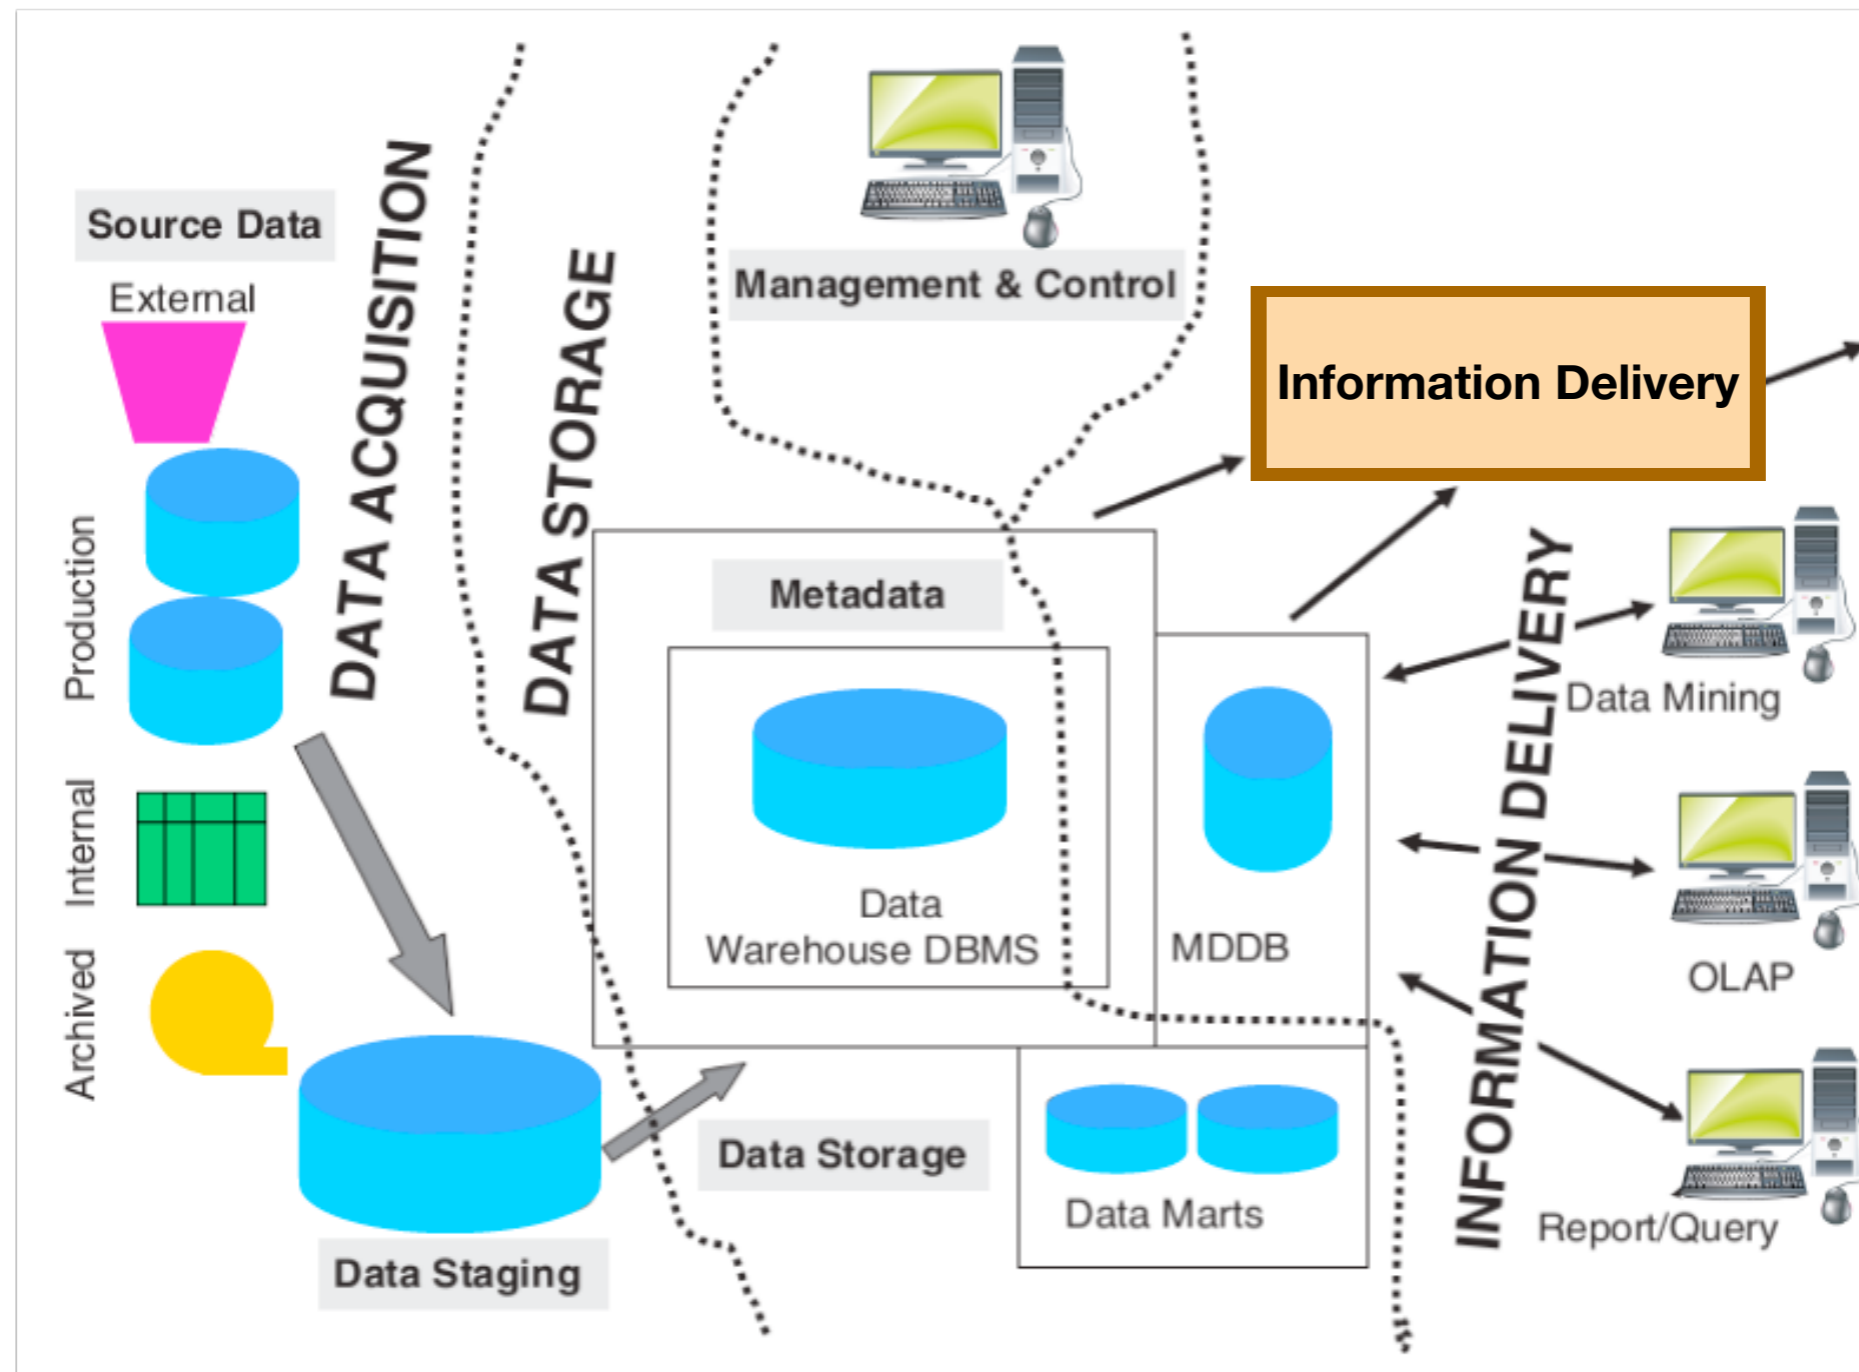 Source Data
External
Production
Internal
Archived
DATA ACQUISITION
Data Staging
DATA STORAGE
Management & Control
Metadata
Data
Warehouse DBMS
MDDB
Data Storage
Data Marts
Information Delivery
INFORMATION DELIVERY
Data Mining
OLAP
Report/Query